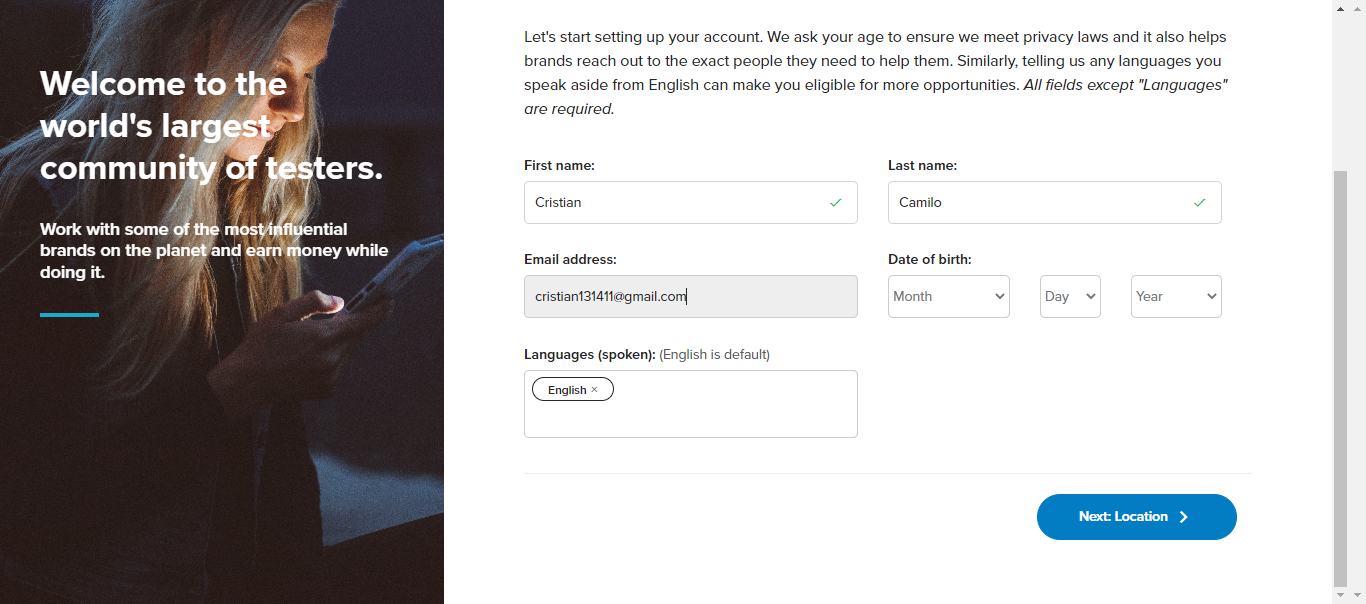 Welcome to the
world's largest
community of testers.
Work with some of the most influential
brands on the planet and earn money while
doing it.
Let's start setting up your account. We ask your age to ensure we meet privacy laws and it also helps
brands reach out to the exact people they need to help them. Similarly, telling us any languages you
speak aside from English can make you eligible for more opportunities. All fields except "Languages"
are required.
First name:
Last name:
Cristian
Camilo
Email address:
Date of birth:
cristian131411@gmail.com
Month
Day
Year
Languages (spoken): (English is default)
English ×
Next: Location